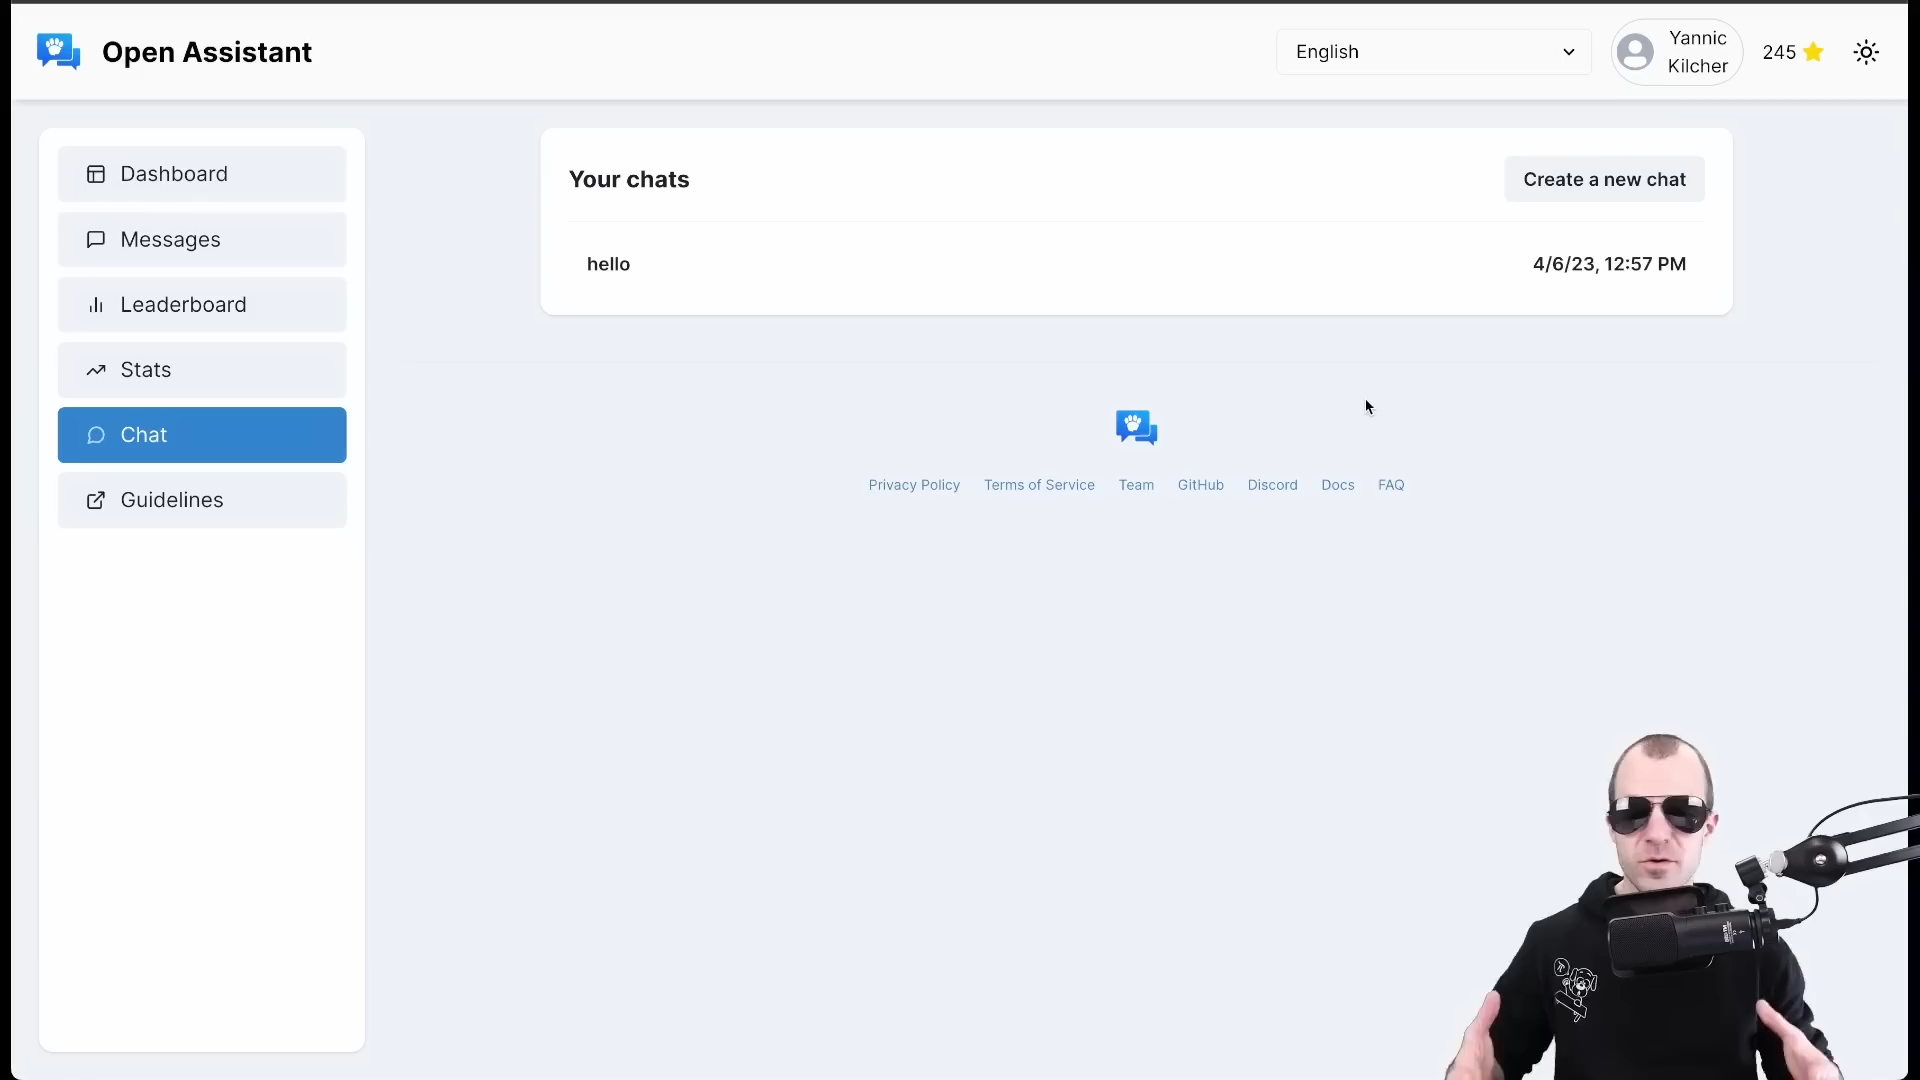 Open Assistant
English
Yannic
Kilcher
245
Dashboard
Messages
Leaderboard
Stats
Chat
Guidelines
Your chats
Create a new chat
hello
4/6/23, 12:57 PM
Privacy Policy
Terms of Service
Team
GitHub
Discord
Docs
FAQ